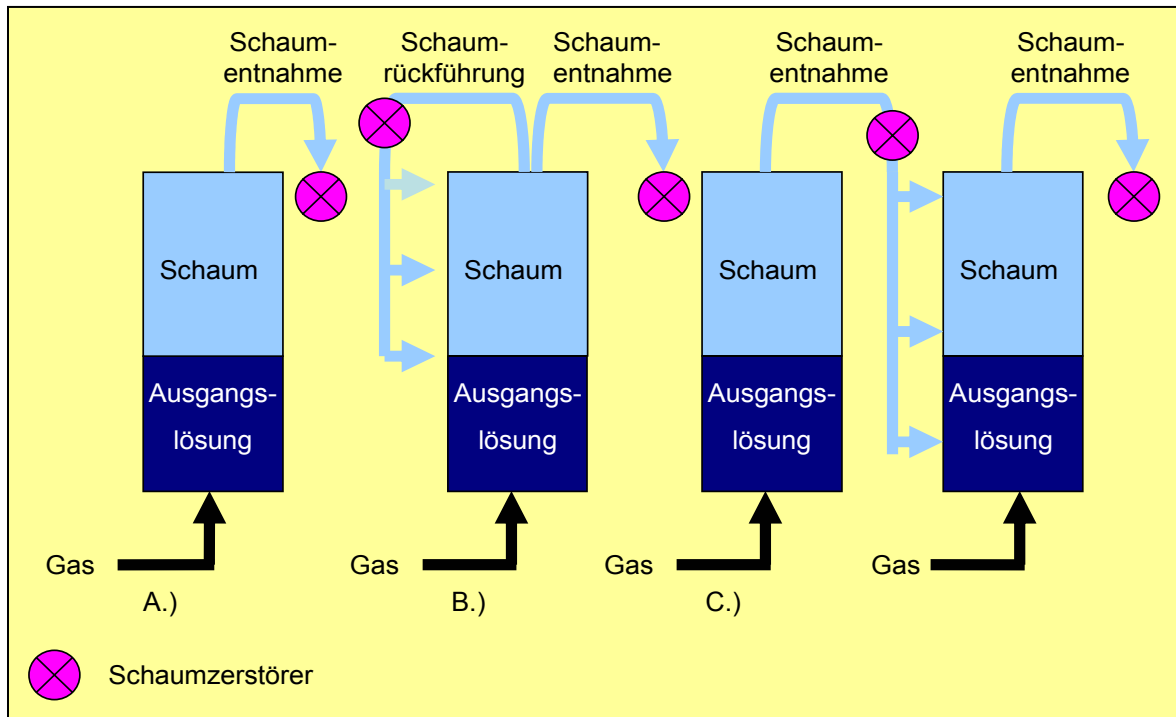 Schaum-
entnahme
Schaum-
rückführung
Schaum-
entnahme
Schaum-
entnahme
Schaum-
entnahme
Schaum
Schaum
Schaum
Schaum
Ausgangs-
lösung
Ausgangs-
lösung
Ausgangs-
lösung
Ausgangs-
lösung
Gas
Gas
Gas
Gas
A.)
B.)
C.)
Schaumzerstörer